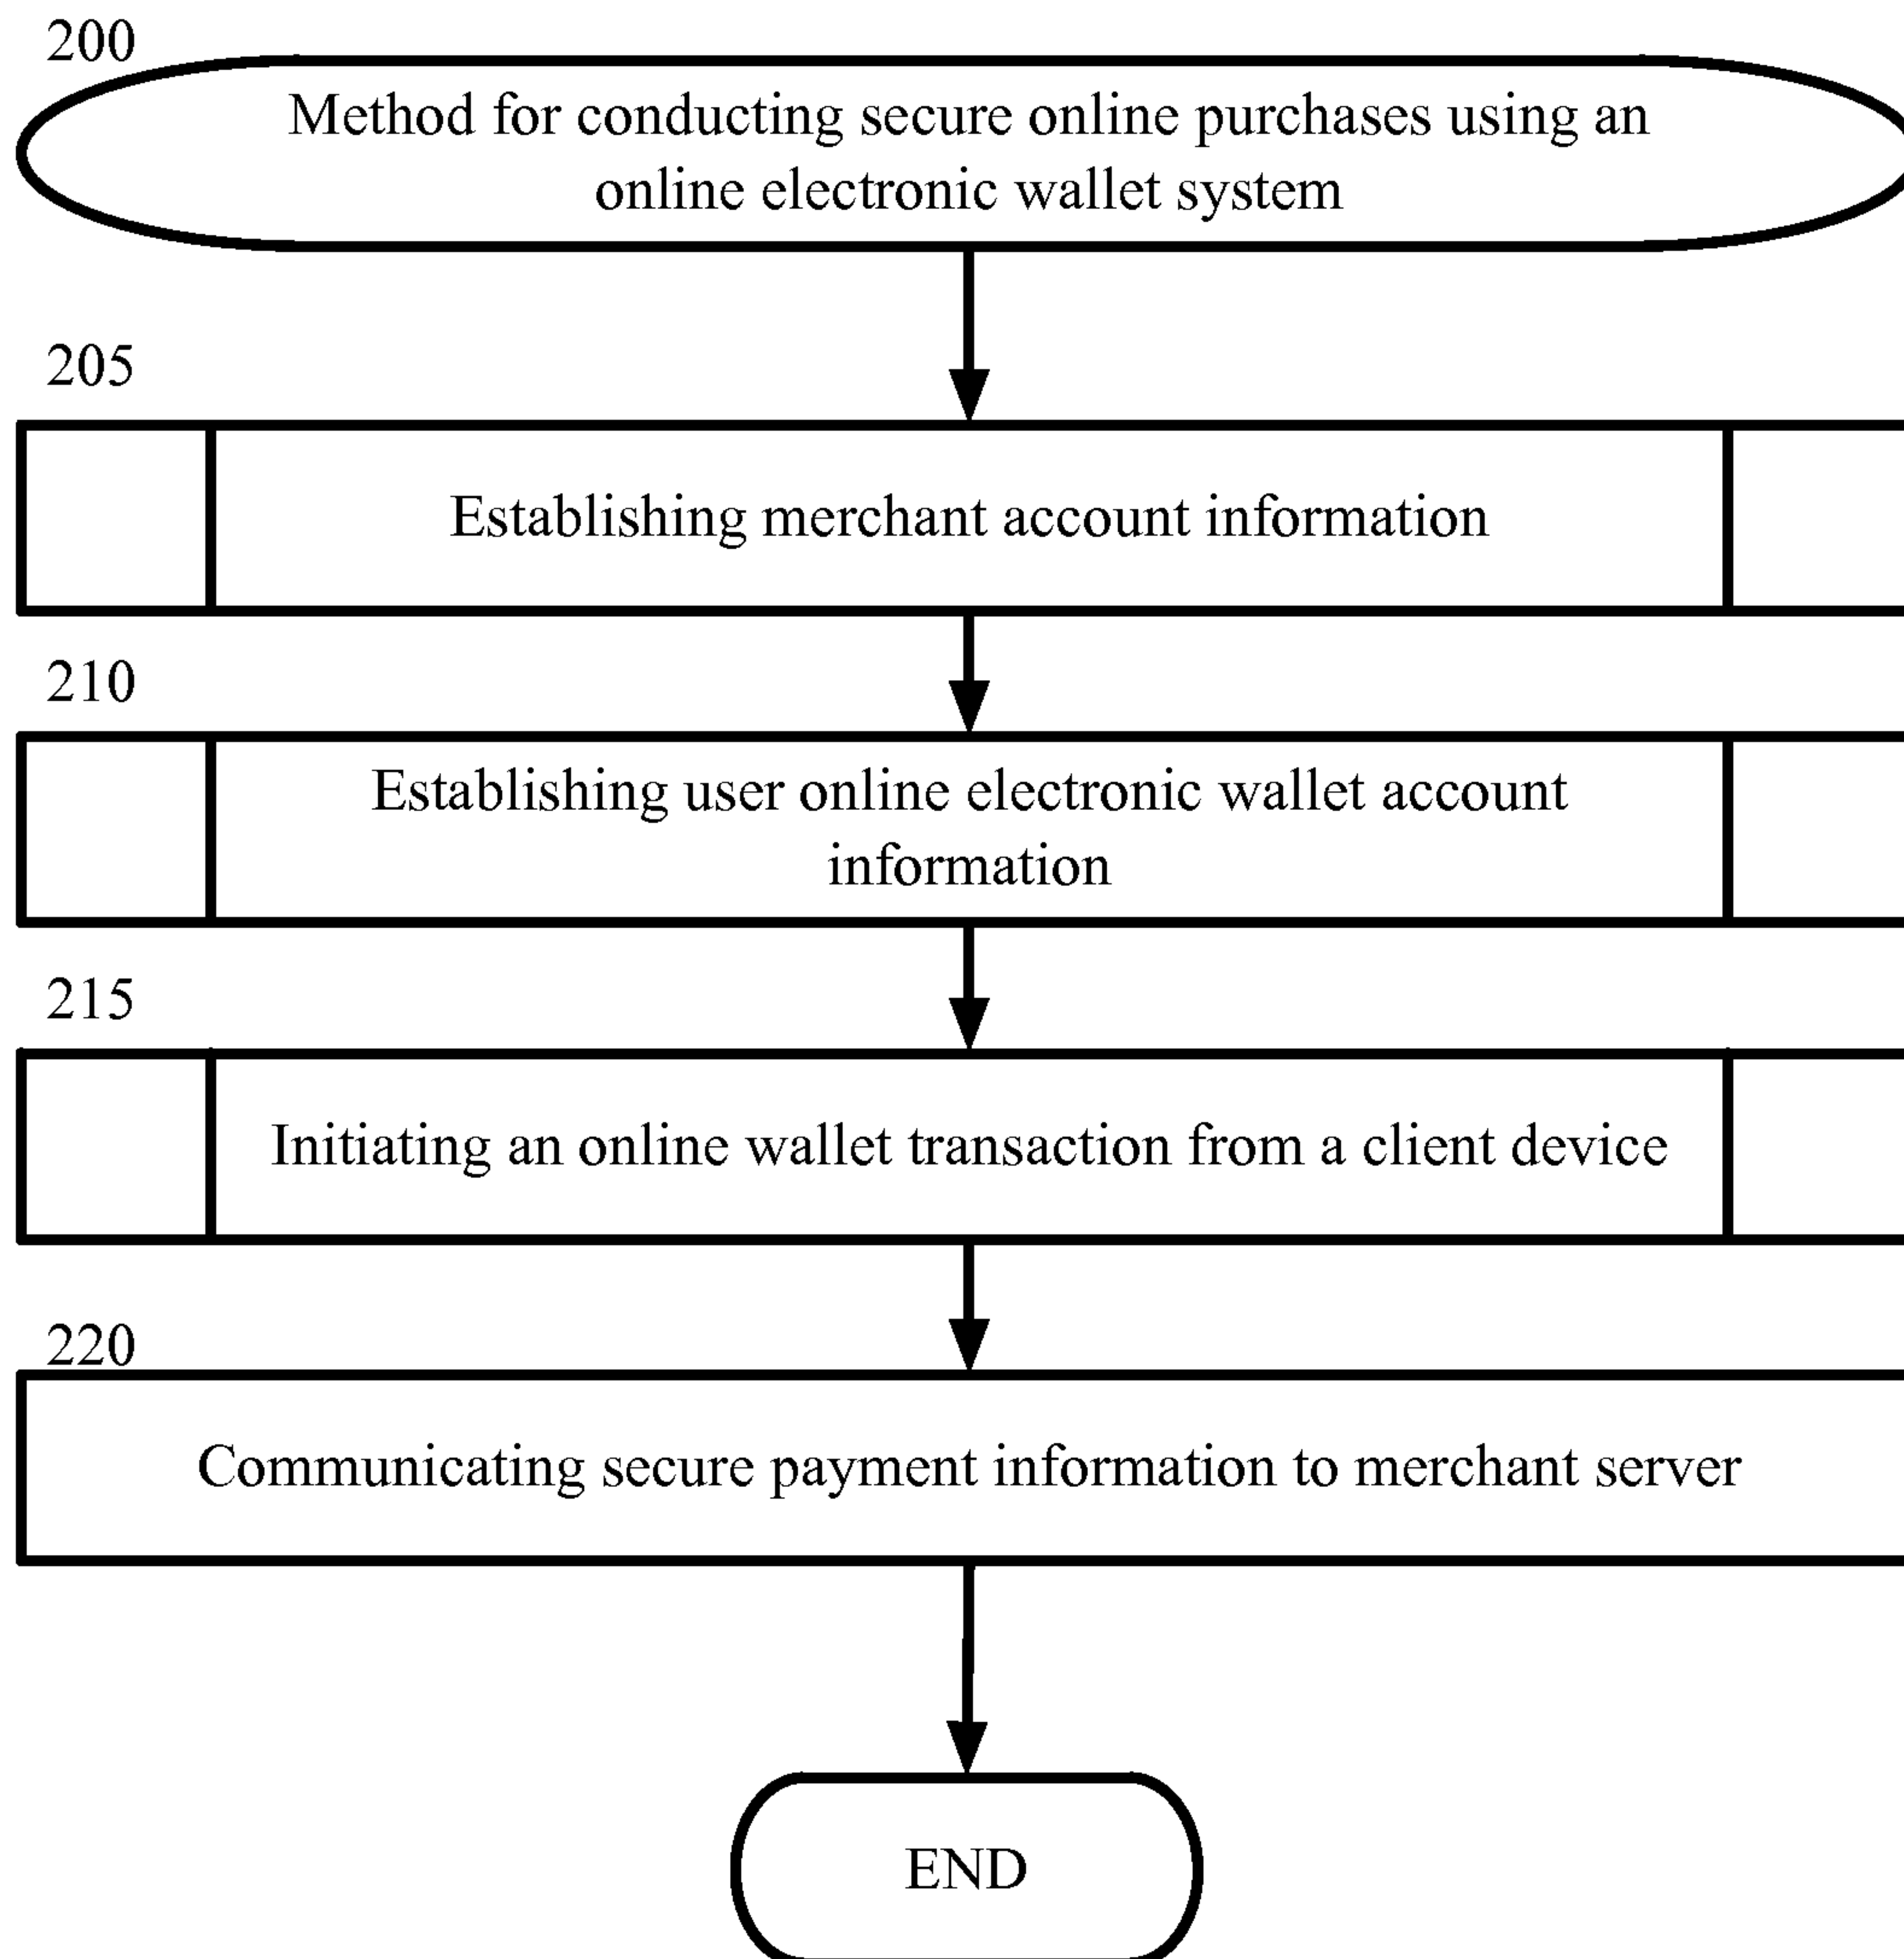 200
Method for conducting secure online purchases using an
online electronic wallet system
205
Establishing merchant account information
210
Establishing user online electronic wallet account
information
215
Initiating an online wallet transaction from a client device
220
Communicating secure payment information to merchant server
END